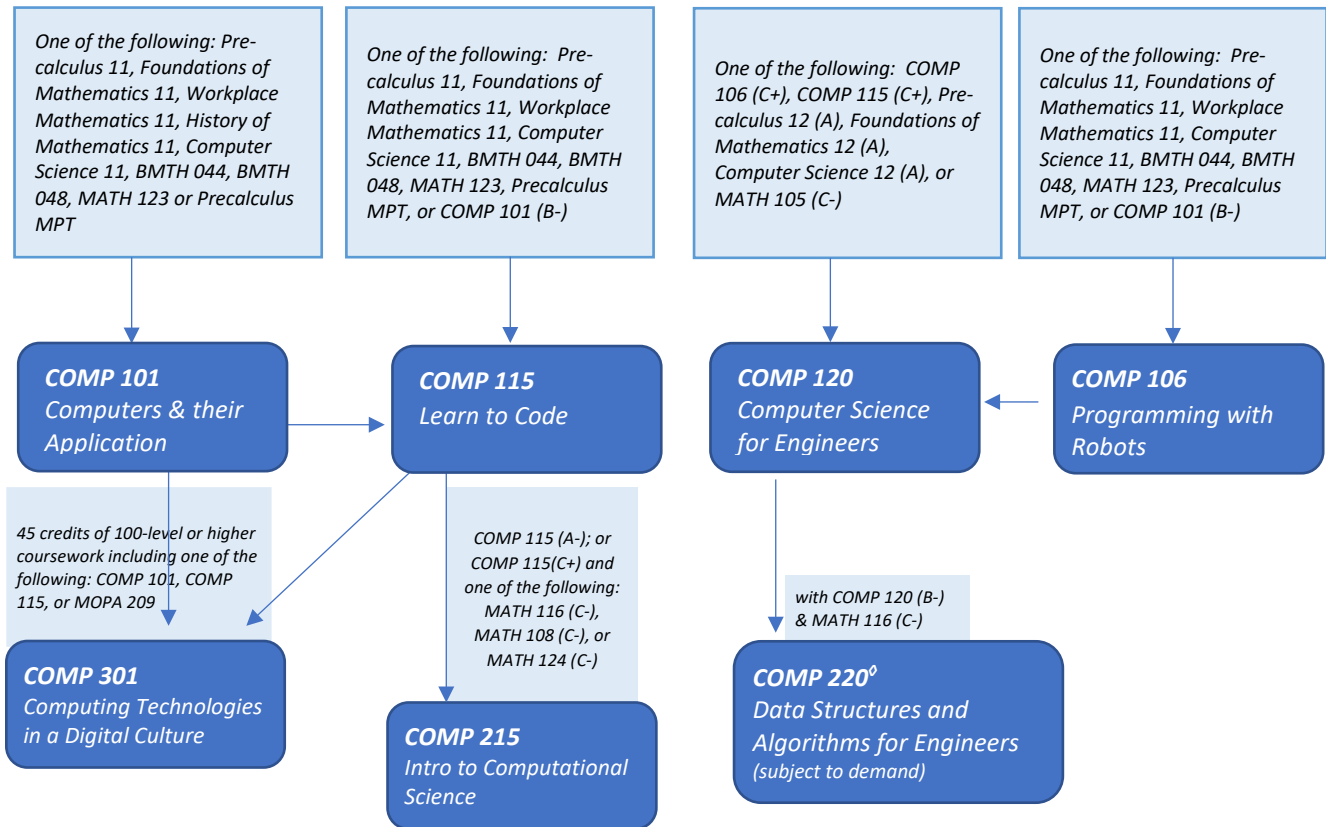 One of the following: Pre-
calculus 11, Foundations of
Mathematics 11, Workplace
Mathematics 11, History of
Mathematics 11, Computer
Science 11, BMTH 044, BMTH
048, MATH 123 or Precalculus
MPT
One of the following: Pre-
calculus 11, Foundations of
Mathematics 11, Workplace
Mathematics 11, Computer
Science 11, BMTH 044, BMTH
048, MATH 123, Precalculus
MPT, or COMP 101 (B-)
One of the following: COMP
106 (C+), COMP 115 (C+), Pre-
calculus 12 (A), Foundations of
Mathematics 12 (A),
Computer Science 12 (A), or
MATH 105 (C-)
One of the following: Pre-
calculus 11, Foundations of
Mathematics 11, Workplace
Mathematics 11, Computer
Science 11, BMTH 044, BMTH
048, MATH 123, Precalculus
MPT, or COMP 101 (B-)
COMP 101
Computers & their
Application
COMP 115
Learn to Code
COMP 120
Computer Science
for Engineers
COMP 106
Programming with
Robots
45 credits of 100-level or higher
coursework including one of the
following: COMP 101, COMP
115, or MOPA 209
COMP 115 (A-); or
COMP 115(C+) and
one of the following:
MATH 116 (C-),
MATH 108 (C-), or
MATH 124 (C-)
with COMP 120 (B-)
& MATH 116 (C-)
COMP 301
Computing Technologies
in a Digital Culture
COMP 215
Intro to Computational
Science
COMP 220◊
Data Structures and
Algorithms for Engineers
(subject to demand)